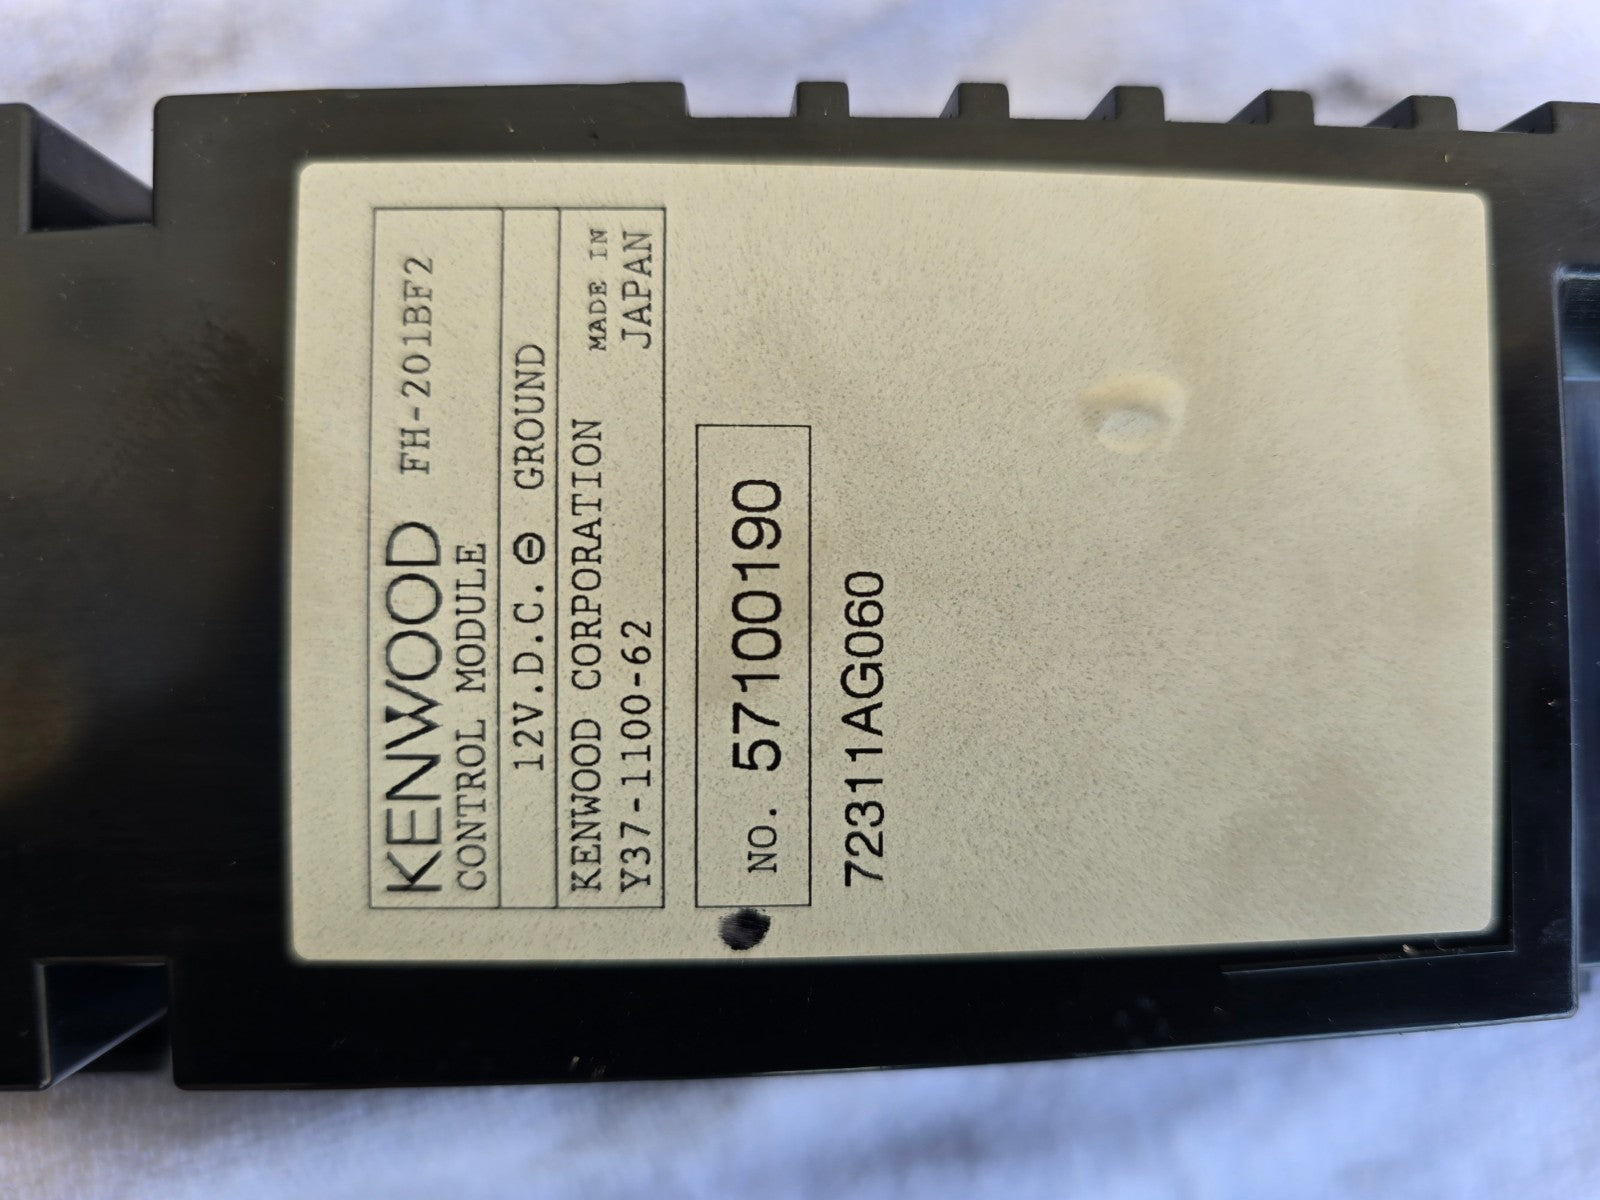 KENWOOD FH-201BF2
CONTROL MODULE
12V.D.C. ⊖ GROUND
KENWOOD CORPORATION MADE IN
Y37-1100-62 JAPAN
NO. 57100190
72311AG060